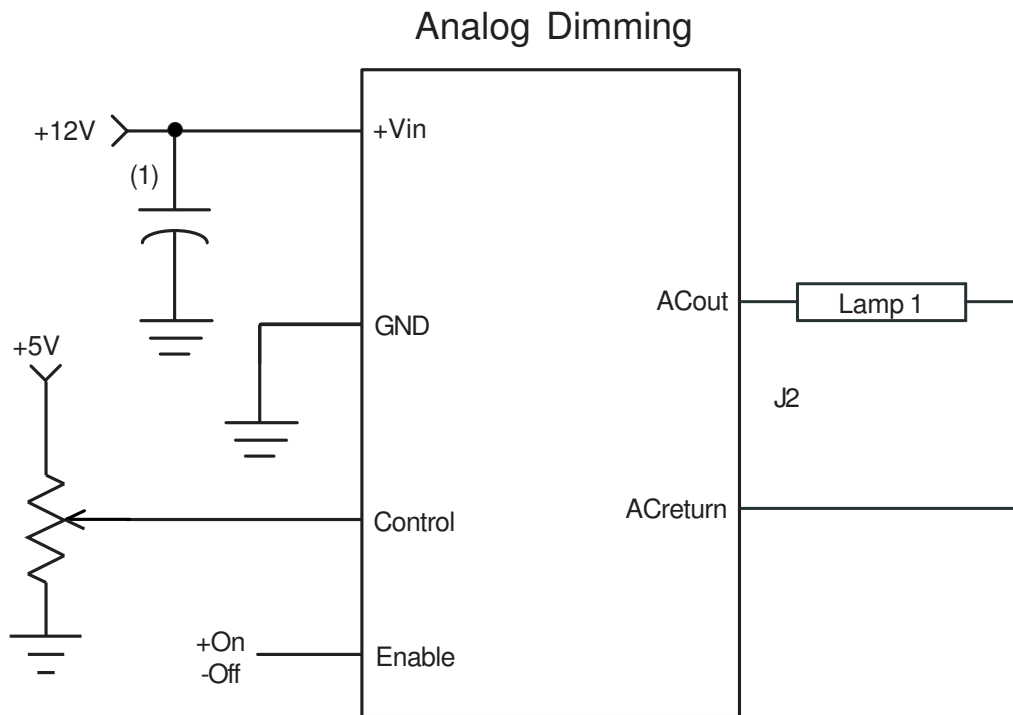 Analog Dimming
+12V
+Vin
(1)
ACout
Lamp 1
GND
+5V
J2
Control
ACreturn
+On
-Off
Enable